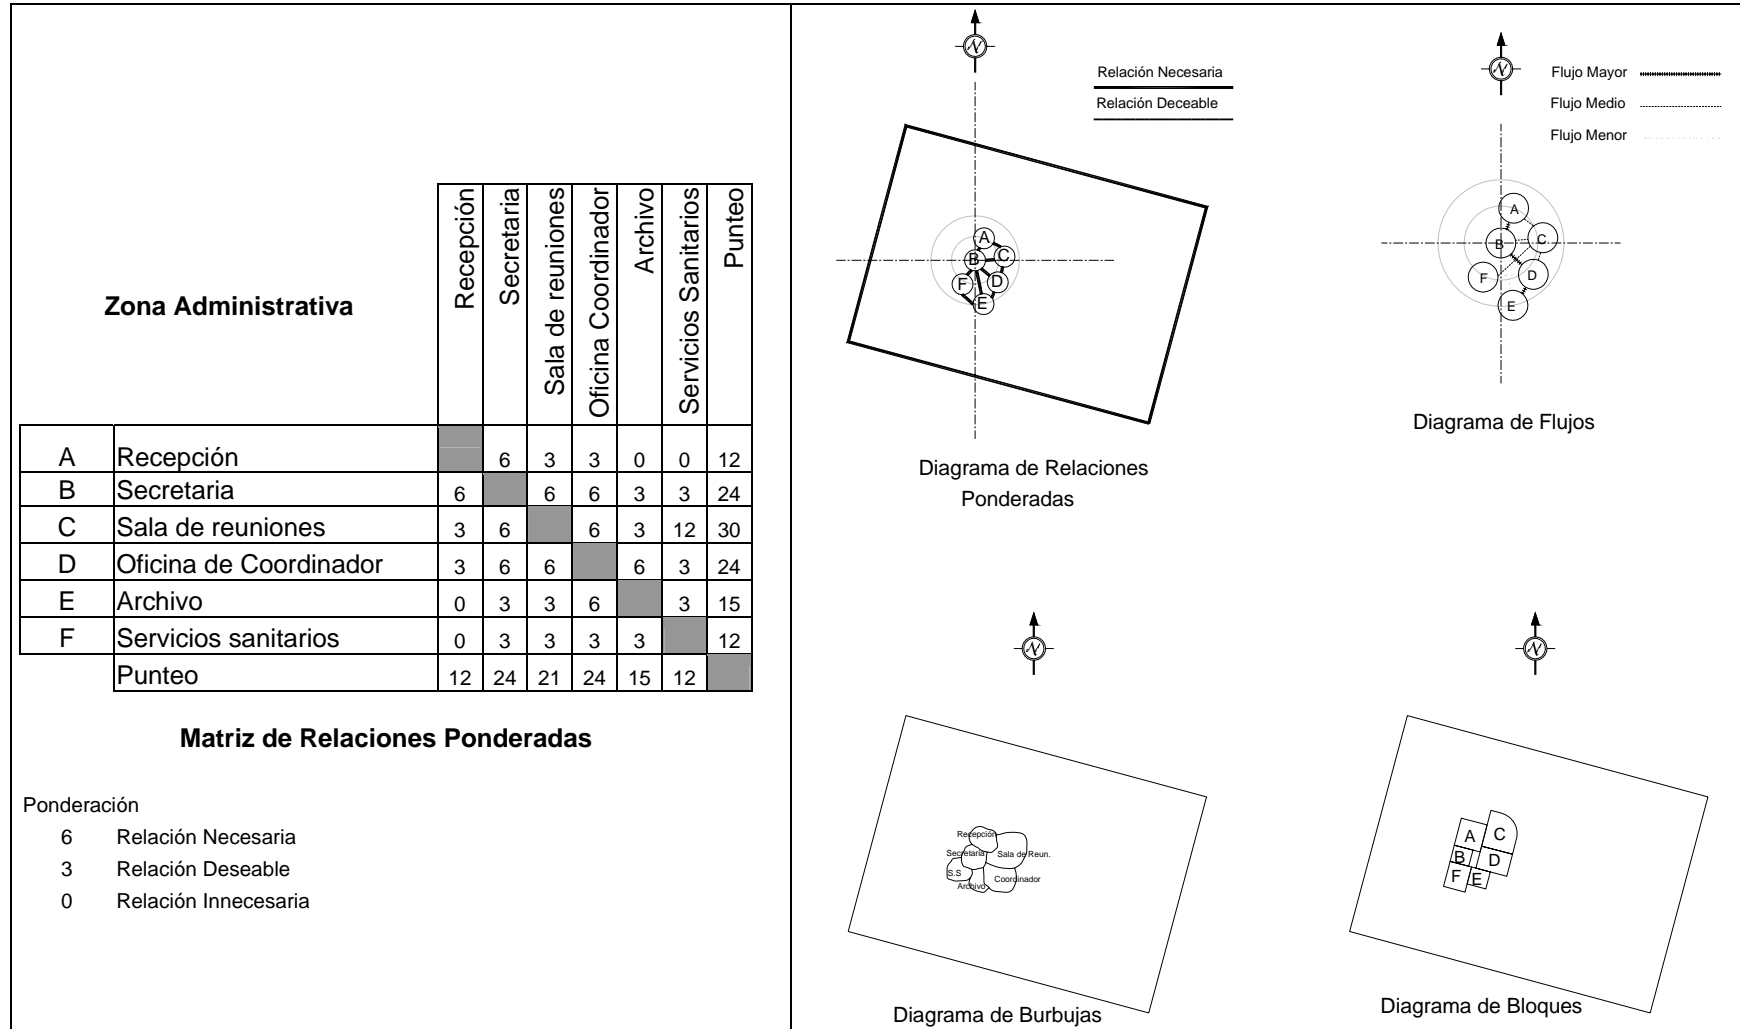 Zona Administrativa
Recepción
Secretaria
Sala de reuniones
Oficina Coordinador
Archivo
Servicios Sanitarios
Punteo
A Recepción 6 3 3 0 0 12
B Secretaria 6 6 6 3 3 24
C Sala de reuniones 3 6 6 3 12 30
D Oficina de Coordinador 3 6 6 6 3 24
E Archivo 0 3 3 6 3 15
F Servicios sanitarios 0 3 3 3 3 12
Punteo 12 24 21 24 15 12
Matriz de Relaciones Ponderadas
Ponderación
6 Relación Necesaria
3 Relación Deseable
0 Relación Innecesaria
N
Relación Necesaria
Relación Deceable
A
B
C
D
F
E
Diagrama de Relaciones
Ponderadas
N
Flujo Mayor
Flujo Medio
Flujo Menor
A
B
C
F
D
E
Diagrama de Flujos
N
Recepción
Secretaria
Sala de Reun.
S.S
Coordinador
Archivo
Diagrama de Burbujas
N
A
C
B
D
F
E
Diagrama de Bloques